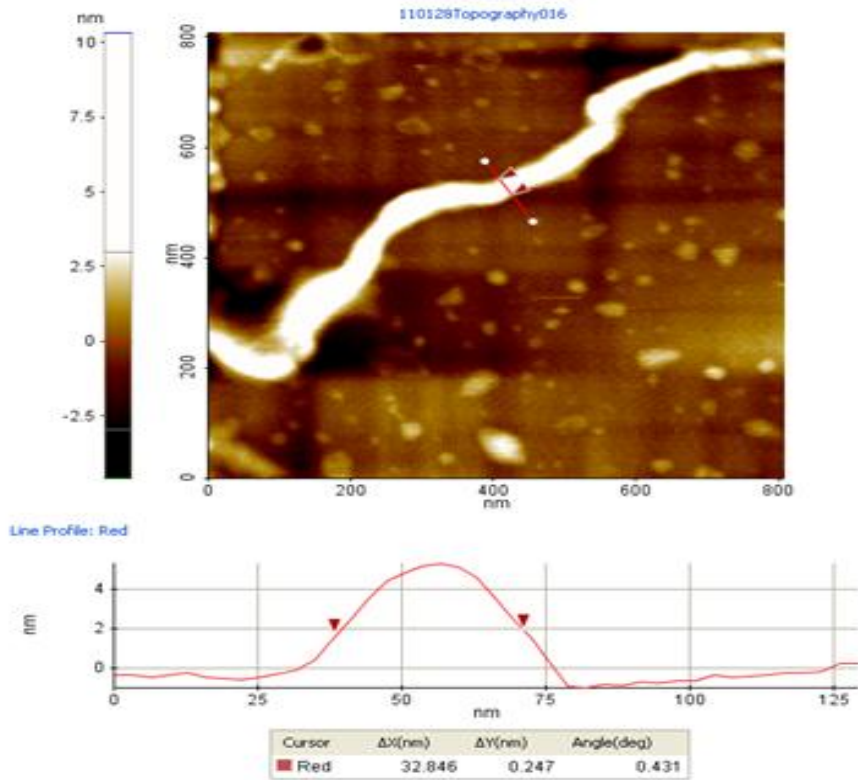 110128Topography016
nm
10
7.5
5
2.5
0
-2.5
nm
800
600
400
200
0
0 200 400 600 800
nm
Line Profile: Red
nm
4
2
0
0 25 50 75 100 125
nm
Cursor ΔX(nm) ΔY(nm) Angle(deg)
Red 32.846 0.247 0.431